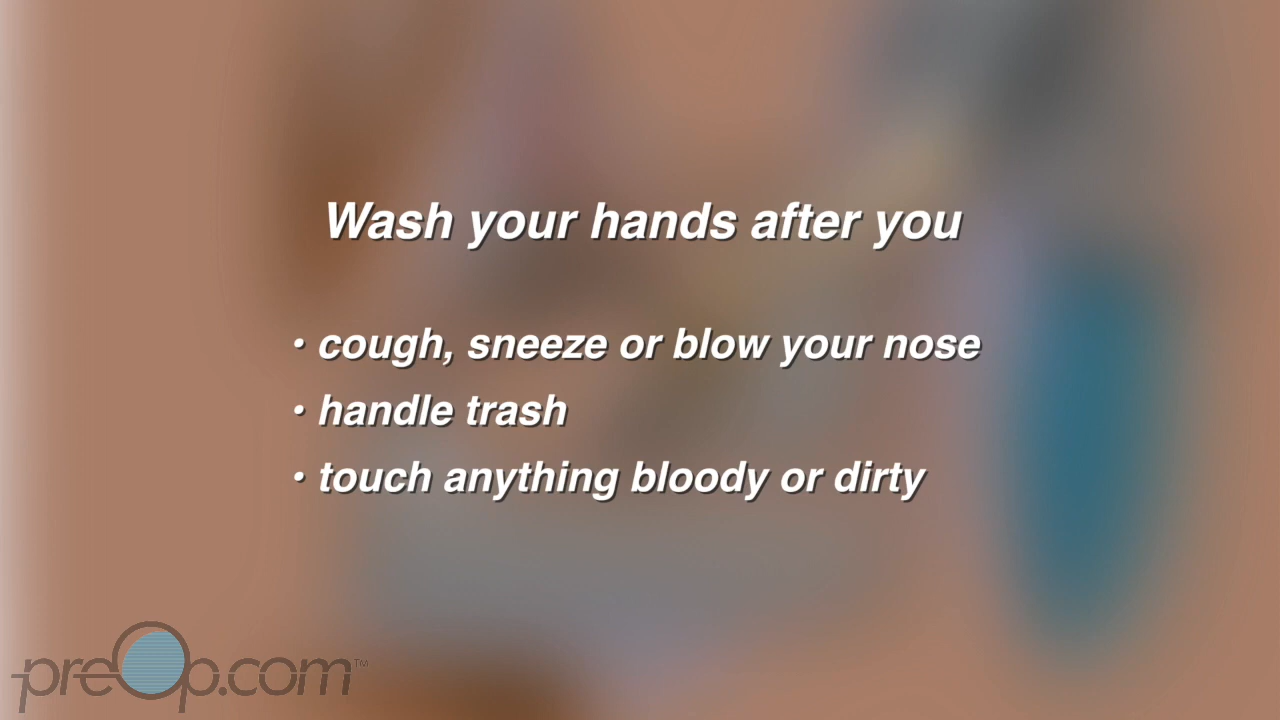 Wash your hands after you
• cough, sneeze or blow your nose
• handle trash
• touch anything bloody or dirty
preOp.com™